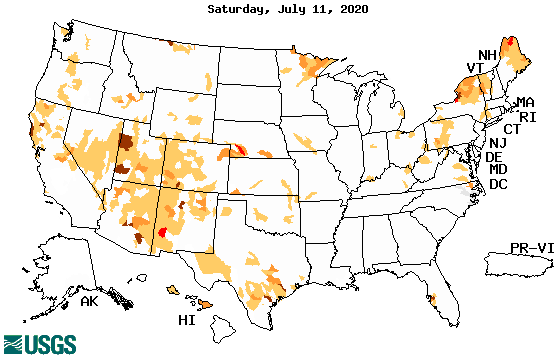 Saturday, July 11, 2020
NH
VT
MA
RI
CT
NJ
DE
MD
DC
PR-VI
AK
HI
USGS